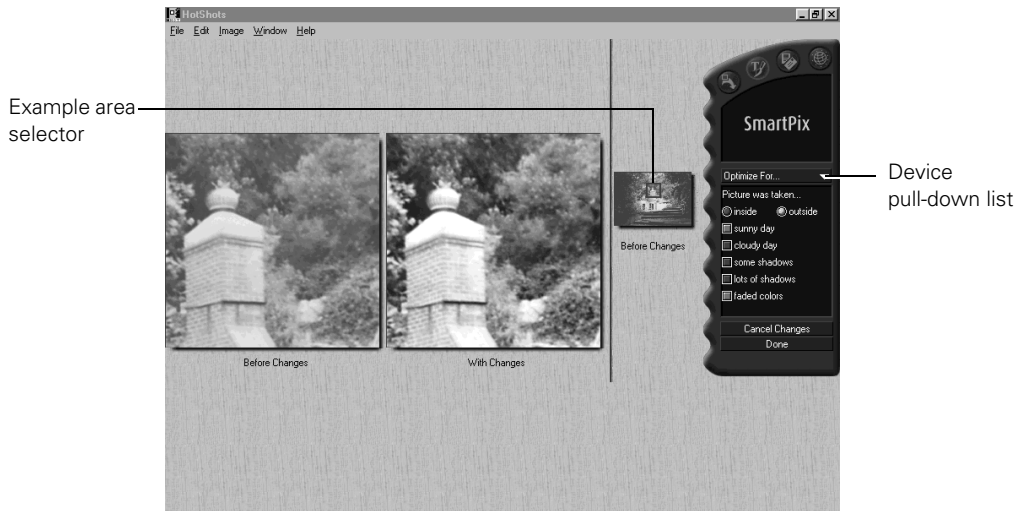 HotShots
File Edit Image Window Help
Example area
selector
SmartPix
Optimize For...
Device
pull-down list
Picture was taken...
inside outside
sunny day
cloudy day
some shadows
lots of shadows
faded colors
Before Changes
Cancel Changes
Done
Before Changes With Changes